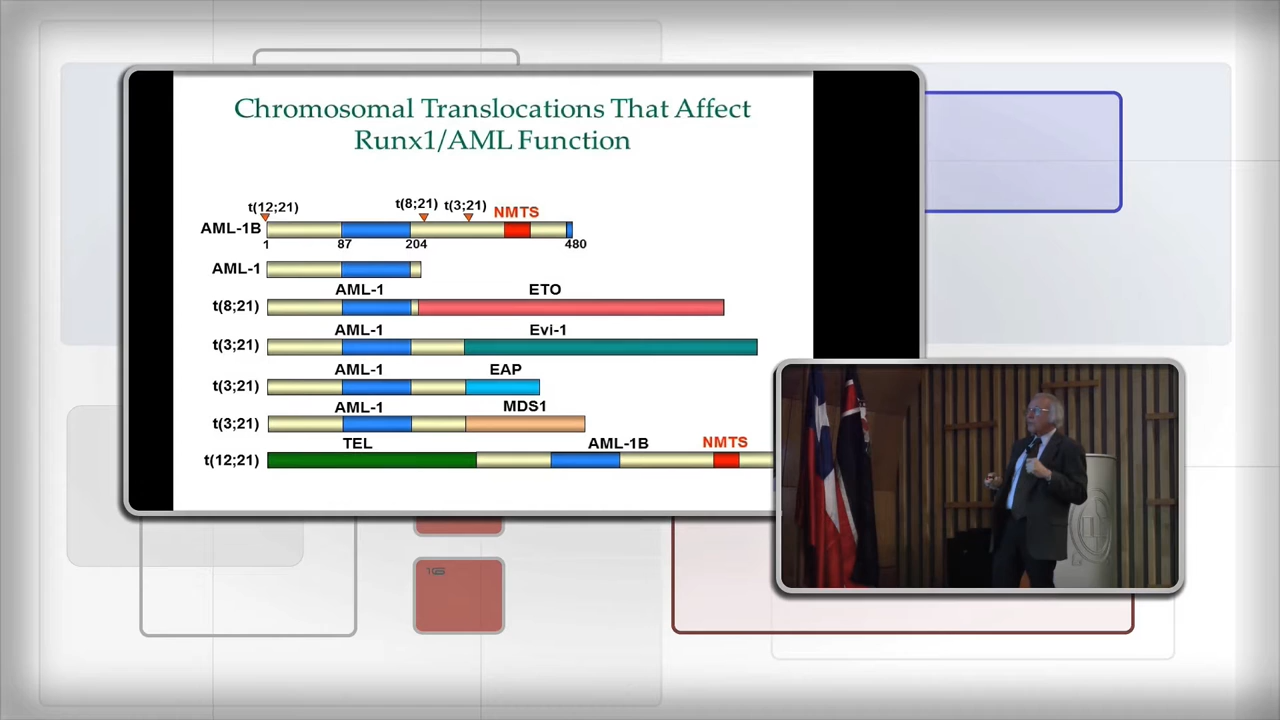 Chromosomal Translocations That Affect
Runx1/AML Function
t(12;21) t(8;21) t(3;21) NMTS
AML-1B
1 87 204 480
AML-1
AML-1 ETO
t(8;21)
AML-1 Evi-1
t(3;21)
AML-1 EAP
t(3;21)
AML-1 MDS1
t(3;21)
TEL AML-1B NMTS
t(12;21)
16